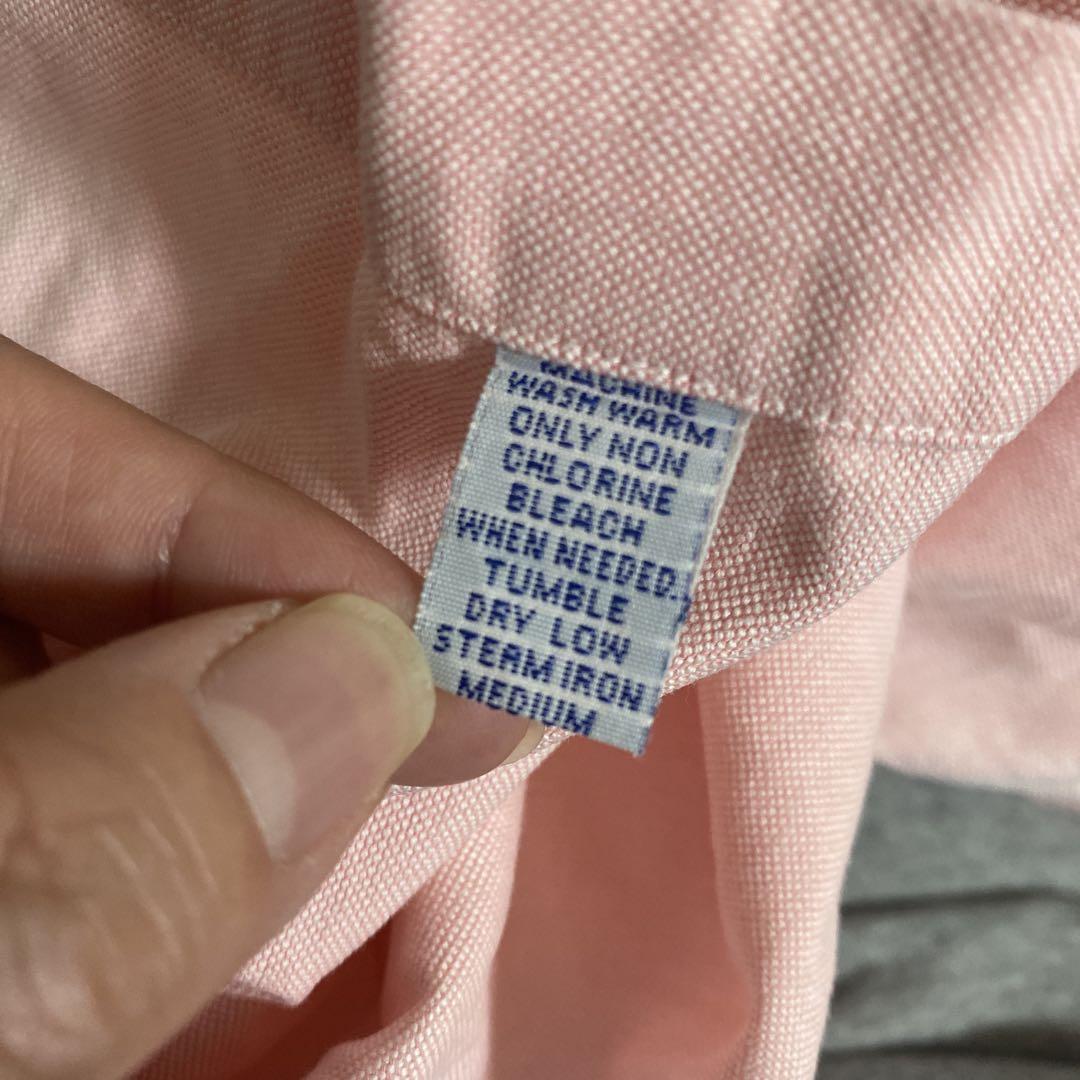 MACHINE
WASH WARM
ONLY NON
CHLORINE
BLEACH
WHEN NEEDED.
TUMBLE
DRY LOW
STEAM IRON
MEDIUM